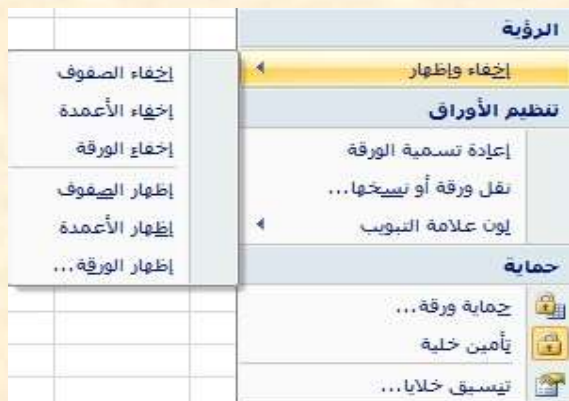 الرؤية
إخفاء وإظهار
تنظيم الأوراق
إعادة تسمية الورقة
نقل ورقة أو نسخها...
لون علامة التبويب
حماية
حماية ورقة...
تأمين خلية
تنسيق خلايا...
إخفاء الصفوف
إخفاء الأعمدة
إخفاء الورقة
إظهار الصفوف
إظهار الأعمدة
إظهار الورقة...